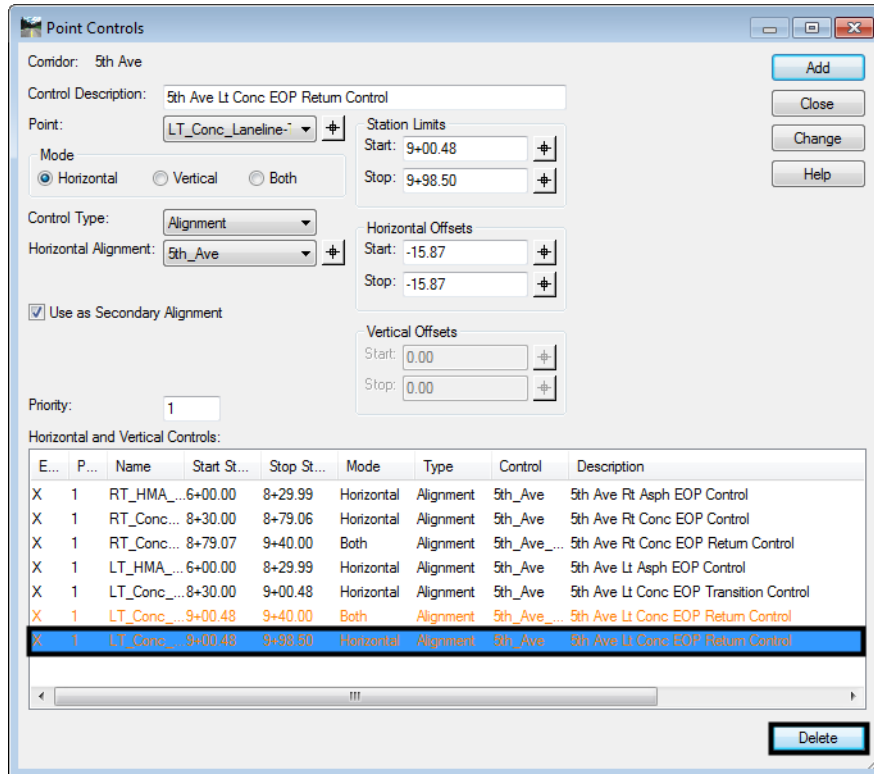 Point Controls
Corridor: 5th Ave
Add
Control Description: 5th Ave Lt Conc EOP Return Control
Close
Point: LT_Conc_Laneline-
Station Limits
Change
Mode
Start: 9+00.48
Horizontal Vertical Both
Stop: 9+98.50
Help
Control Type: Alignment
Horizontal Offsets
Horizontal Alignment: 5th_Ave
Start: -15.87
Stop: -15.87
Use as Secondary Alignment
Vertical Offsets
Start: 0.00
Stop: 0.00
Priority: 1
Horizontal and Vertical Controls:
E... P... Name Start St... Stop St... Mode Type Control Description
X 1 RT_HMA_... 6+00.00 8+29.99 Horizontal Alignment 5th_Ave 5th Ave Rt Asph EOP Control
X 1 RT_Conc... 8+30.00 8+79.06 Horizontal Alignment 5th_Ave 5th Ave Rt Conc EOP Control
X 1 RT_Conc... 8+79.07 9+40.00 Both Alignment 5th_Ave_... 5th Ave Rt Conc EOP Return Control
X 1 LT_HMA_... 6+00.00 8+29.99 Horizontal Alignment 5th_Ave 5th Ave Lt Asph EOP Control
X 1 LT_Conc_... 8+30.00 9+00.48 Horizontal Alignment 5th_Ave 5th Ave Lt Conc EOP Transition Control
X 1 LT_Conc_... 9+00.48 9+40.00 Both Alignment 5th_Ave_... 5th Ave Lt Conc EOP Return Control
X 1 LT_Conc_... 9+00.48 9+98.50 Horizontal Alignment 5th_Ave 5th Ave Lt Conc EOP Return Control
Delete